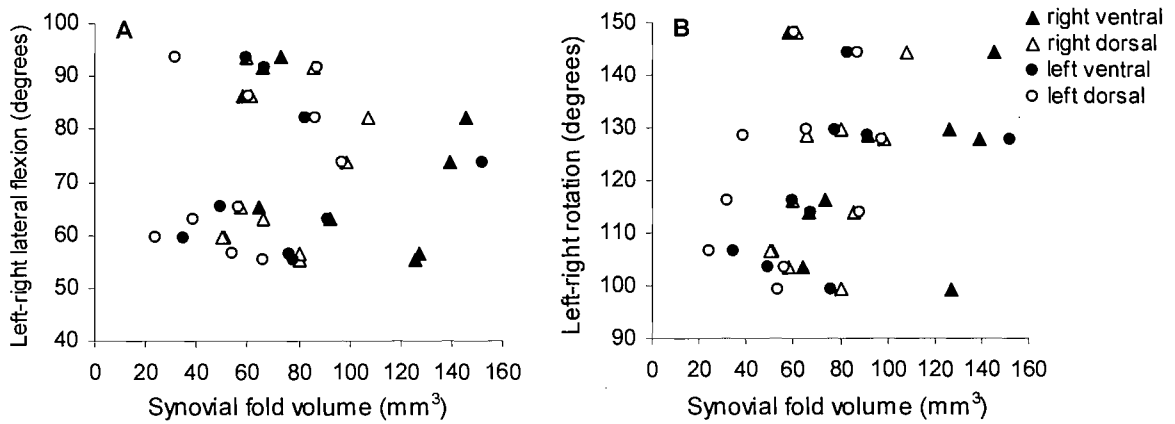 A
Left-right lateral flexion (degrees)
100
90
80
70
60
50
40
0 20 40 60 80 100 120 140 160
Synovial fold volume (mm³)
B
Left-right rotation (degrees)
150
140
130
120
110
100
90
0 20 40 60 80 100 120 140 160
Synovial fold volume (mm³)
▲ right ventral
△ right dorsal
● left ventral
○ left dorsal